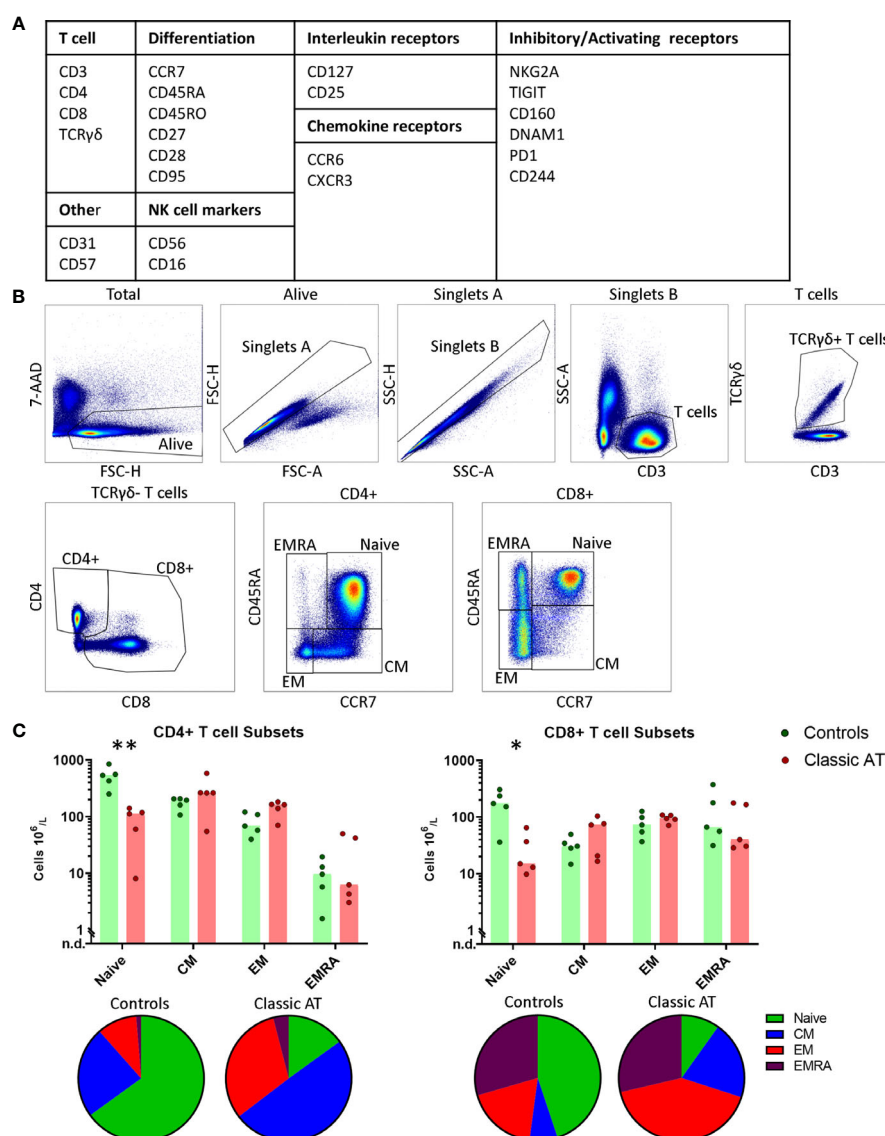 A
T cell Differentiation Interleukin receptors Inhibitory/Activating receptors
CD3 CCR7 CD127 NKG2A
CD4 CD45RA CD25 TIGIT
CD8 CD45RO CD160
TCRγδ CD27 Chemokine receptors DNAM1
CD28 CCR6 PD1
CD95 CXCR3 CD244
Other NK cell markers
CD31 CD56
CD57 CD16
B
Total Alive Singlets A Singlets B T cells
7-AAD Alive FSC-H
FSC-H Singlets A FSC-A
SSC-H Singlets B SSC-A
SSC-A T cells CD3
TCRγδ TCRγδ+ T cells CD3
TCRγδ- T cells CD4+ CD8+
CD4 CD4+ CD8+ CD8
CD45RA EMRA Naive EM CM CCR7
CD45RA EMRA Naive EM CM CCR7
C
CD4+ T cell Subsets CD8+ T cell Subsets
Controls
Classic AT
** *
Cells 10⁶/L
1000
100
10
1
n.d.
Naive CM EM EMRA
Cells 10⁶/L
1000
100
10
1
n.d.
Naive CM EM EMRA
Controls Classic AT Controls Classic AT
Naive
CM
EM
EMRA